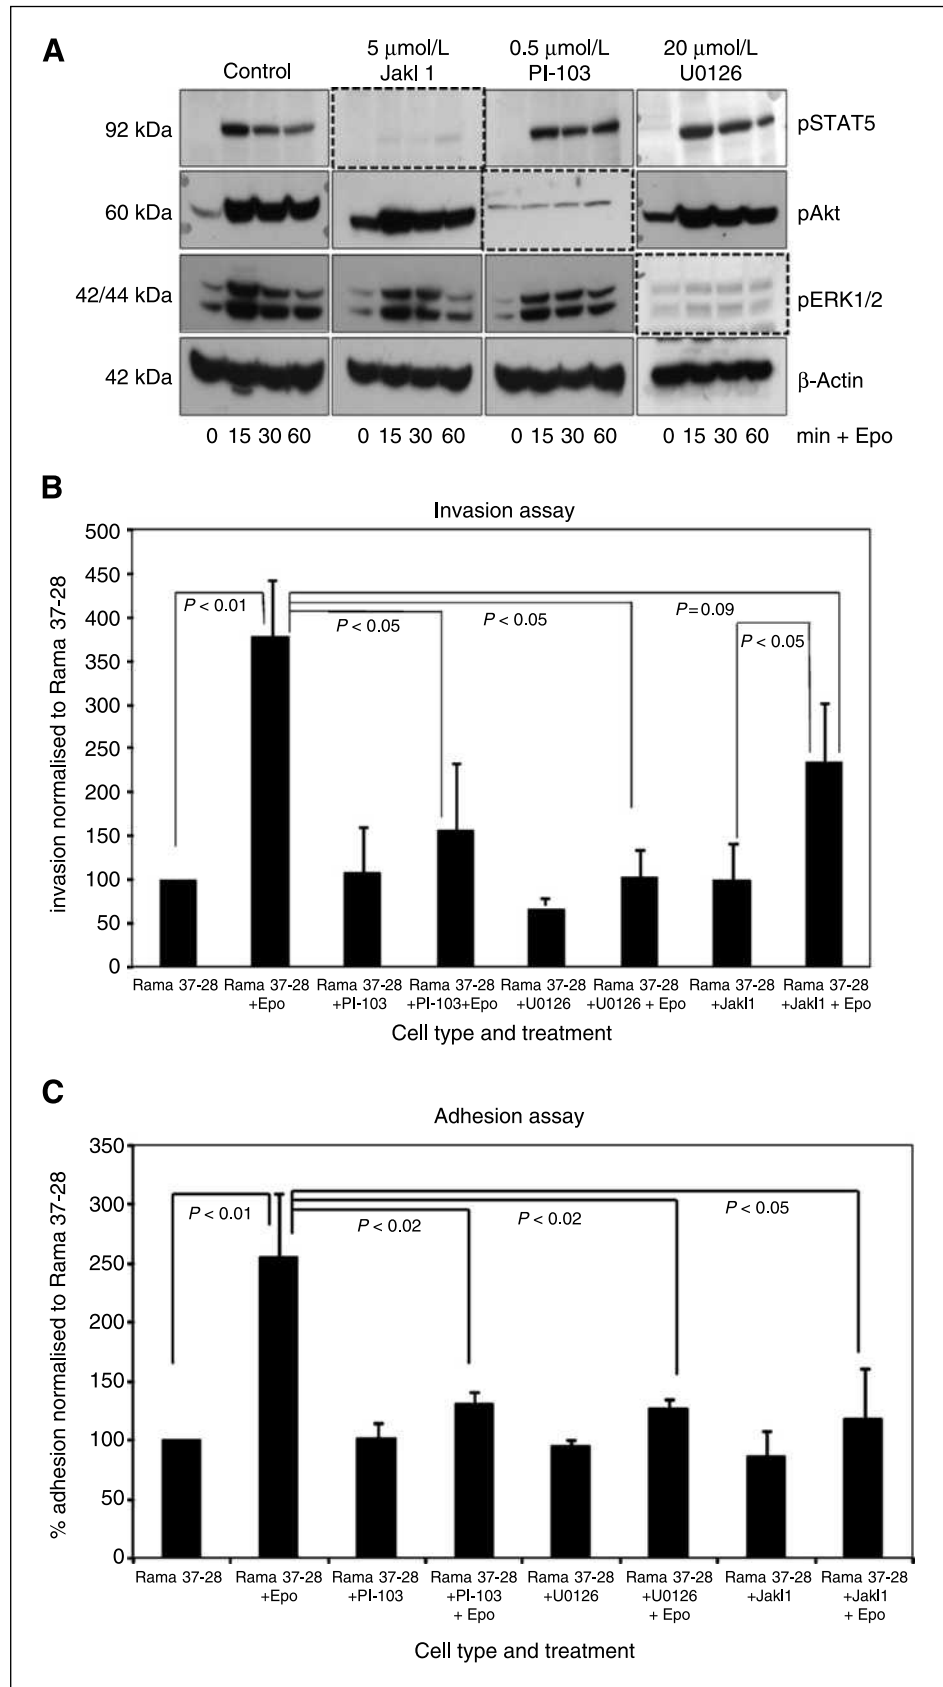 A
Control
5 μmol/L
JakI 1
0.5 μmol/L
PI-103
20 μmol/L
U0126
92 kDa
pSTAT5
60 kDa
pAkt
42/44 kDa
pERK1/2
42 kDa
β-Actin
0 15 30 60
0 15 30 60
0 15 30 60
0 15 30 60
min + Epo
B
Invasion assay
invasion normalised to Rama 37-28
500
450
400
350
300
250
200
150
100
50
0
P < 0.01
P < 0.05
P < 0.05
P = 0.09
P < 0.05
Rama 37-28
Rama 37-28
+Epo
Rama 37-28
+PI-103
Rama 37-28
+PI-103+Epo
Rama 37-28
+U0126
Rama 37-28
+U0126 + Epo
Rama 37-28
+JakI1
Rama 37-28
+JakI1 + Epo
Cell type and treatment
C
Adhesion assay
% adhesion normalised to Rama 37-28
350
300
250
200
150
100
50
0
P < 0.01
P < 0.02
P < 0.02
P < 0.05
Rama 37-28
Rama 37-28
+Epo
Rama 37-28
+PI-103
Rama 37-28
+PI-103
+ Epo
Rama 37-28
+U0126
Rama 37-28
+U0126
+ Epo
Rama 37-28
+JakI1
Rama 37-28
+JakI1
+ Epo
Cell type and treatment